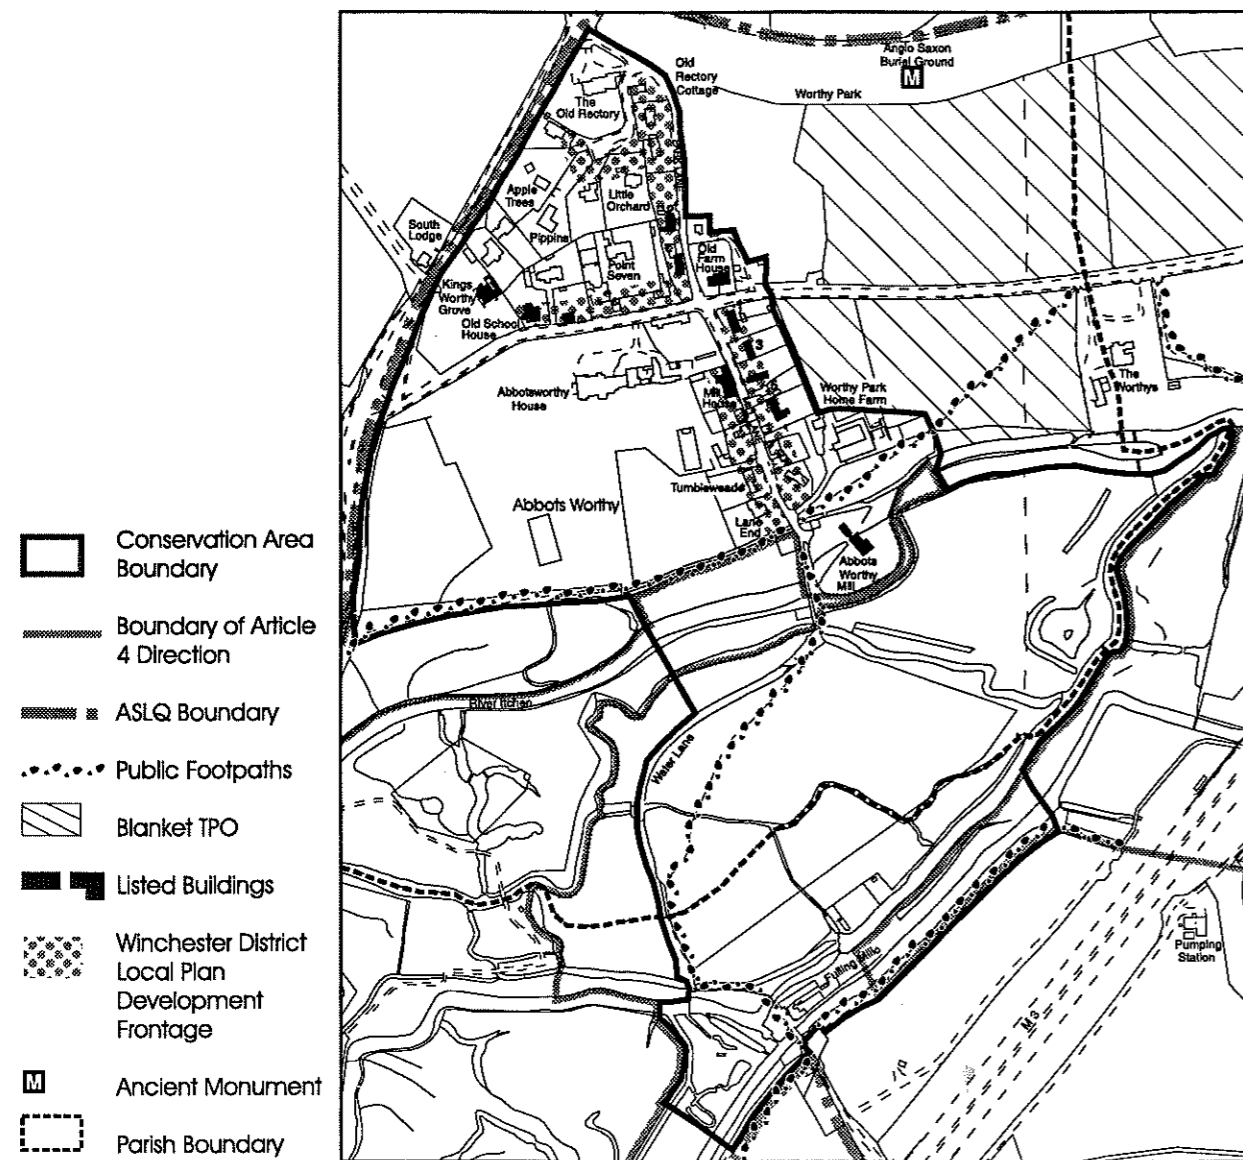 Conservation Area
Boundary
Boundary of Article
4 Direction
ASLQ Boundary
Public Footpaths
Blanket TPO
Listed Buildings
Winchester District
Local Plan
Development
Frontage
M
Ancient Monument
Parish Boundary
Anglo Saxon
Burial Ground
M
Old
Rectory
Cottage
Worthy Park
The
Old Rectory
Apple
Trees
Little
Orchard
Pippins
South
Lodge
Point
Seven
Old
Farm
House
Kings
Worthy
Grove
Old School
House
3
Abbotsworthy
House
Mill
House
Worthy Park
Home Farm
The
Worthys
Tumbleweade
Abbots Worthy
Lane
End
Abbots
Worthy
Mill
River Itchen
Water Lane
Fulling Mill
Pumping
Station
M3